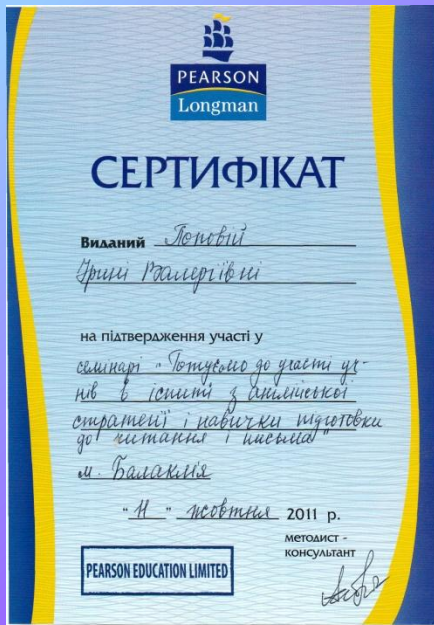 PEARSON
Longman
СЕРТИФІКАТ
Виданий Поповій
Ірині Валеріївні
на підтвердження участі у
семінарі "Готуємо до участі уч-
нів в іспиті з англійської
стратегії і навички підготовки
до читання і письма"
м. Балаклія
"11" жовтня 2011 р.
методист -
консультант
PEARSON EDUCATION LIMITED